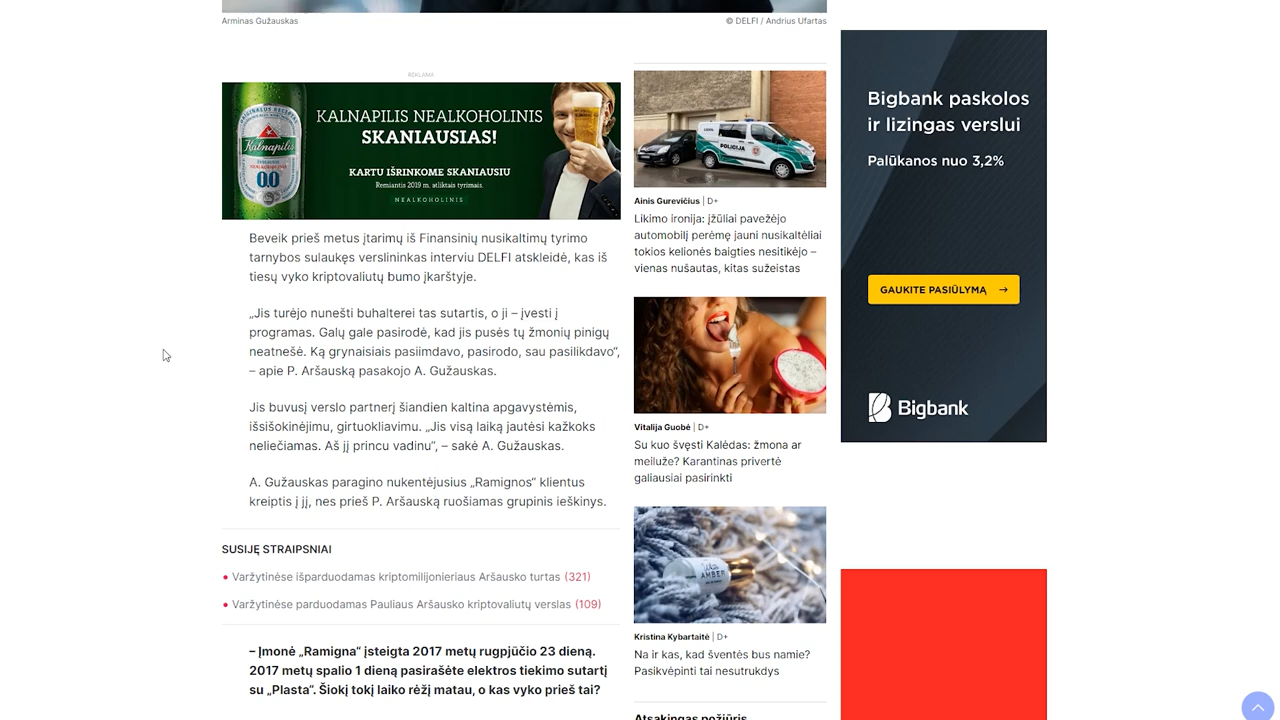 Arminas Gužauskas
© DELFI / Andrius Ufartas
REKLAMA
ORIGINALUS RECEPTAS
Kalnapilis
0.0
KALNAPILIS NEALKOHOLINIS
SKANIAUSIAS!
KARTU IŠRINKOME SKANIAUSIU
Remiantis 2019 m. atliktais tyrimais.
NEALKOHOLINIS
Beveik prieš metus įtarimų iš Finansinių nusikaltimų tyrimo
tarnybos sulaukęs verslininkas interviu DELFI atskleidė, kas iš
tiesų vyko kriptovaliutų bumo įkarštyje.
„Jis turėjo nunešti buhalterei tas sutartis, o ji – įvesti į
programas. Galų gale pasirodė, kad jis pusės tų žmonių pinigų
neatnešė. Ką grynaisiais pasiimdavo, pasirodo, sau pasilikdavo“,
– apie P. Aršauską pasakojo A. Gužauskas.
Jis buvusį verslo partnerį šiandien kaltina apgavystėmis,
išsišokinėjimu, girtuokliavimu. „Jis visą laiką jautėsi kažkoks
neliečiamas. Aš jį princu vadinu“, – sakė A. Gužauskas.
A. Gužauskas paragino nukentėjusius „Ramignos“ klientus
kreiptis į jį, nes prieš P. Aršauską ruošiamas grupinis ieškinys.
SUSIJĘ STRAIPSNIAI
• Varžytinėse išparduodamas kriptomilijonieriaus Aršausko turtas (321)
• Varžytinėse parduodamas Pauliaus Aršausko kriptovaliutų verslas (109)
– Įmonė „Ramigna“ įsteigta 2017 metų rugpjūčio 23 dieną.
2017 metų spalio 1 dieną pasirašėte elektros tiekimo sutartį
su „Plasta“. Šiokį tokį laiko rėžį matau, o kas vyko prieš tai?
POLICIJA
Ainis Gurevičius | D+
Likimo ironija: įžūliai pavežėjo
automobilį perėmę jauni nusikaltėliai
tokios kelionės baigties nesitikėjo –
vienas nušautas, kitas sužeistas
Vitalija Guobė | D+
Su kuo švęsti Kalėdas: žmona ar
meiluže? Karantinas privertė
galiausiai pasirinkti
AMBER
Kristina Kybartaitė | D+
Na ir kas, kad šventės bus namie?
Pasikvėpinti tai nesutrukdys
Atsakingas požiūris
Bigbank paskolos
ir lizingas verslui
Palūkanos nuo 3,2%
GAUKITE PASIŪLYMĄ →
Bigbank